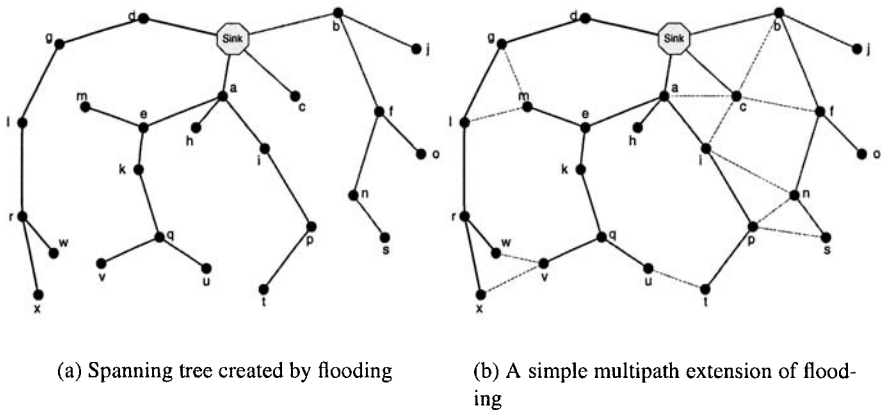 d
Sink
b
g
j
m
a
c
e
l
f
h
o
i
k
n
r
w
q
p
s
v
u
t
x
d
Sink
b
g
j
m
a
c
e
l
f
h
o
i
k
n
r
w
q
p
s
v
u
t
x
(a) Spanning tree created by flooding
(b) A simple multipath extension of flood-
ing